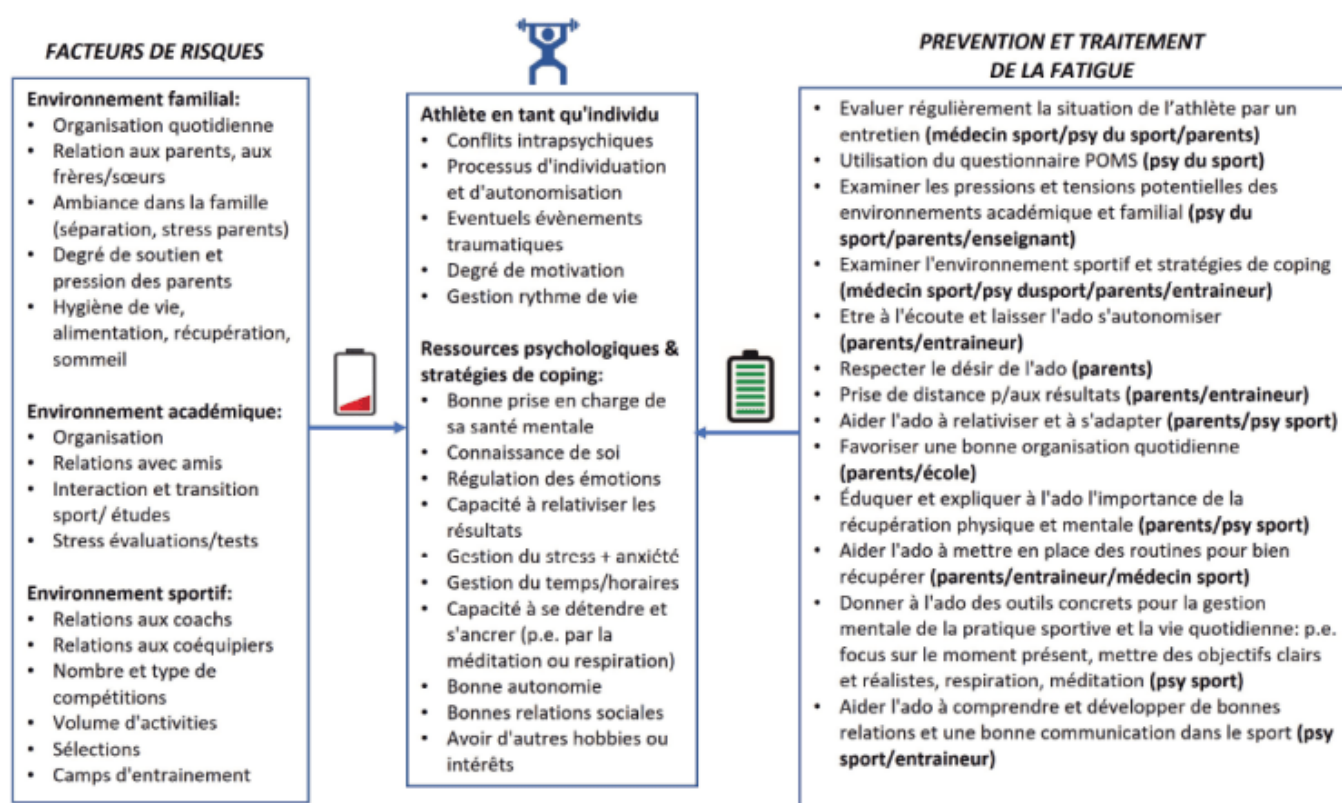 FACTEURS DE RISQUES
Environnement familial:
• Organisation quotidienne
• Relation aux parents, aux
frères/sœurs
• Ambiance dans la famille
(séparation, stress parents)
• Degré de soutien et
pression des parents
• Hygiène de vie,
alimentation, récupération,
sommeil
Environnement académique:
• Organisation
• Relations avec amis
• Interaction et transition
sport/ études
• Stress évaluations/tests
Environnement sportif:
• Relations aux coachs
• Relations aux coéquipiers
• Nombre et type de
compétitions
• Volume d'activities
• Sélections
• Camps d'entrainement
Athlète en tant qu'individu
• Conflits intrapsychiques
• Processus d'individuation
et d'autonomisation
• Eventuels évènements
traumatiques
• Degré de motivation
• Gestion rythme de vie
Ressources psychologiques &
stratégies de coping:
• Bonne prise en charge de
sa santé mentale
• Connaissance de soi
• Régulation des émotions
• Capacité à relativiser les
résultats
• Gestion du stress + anxiété
• Gestion du temps/horaires
• Capacité à se détendre et
s'ancrer (p.e. par la
méditation ou respiration)
• Bonne autonomie
• Bonnes relations sociales
• Avoir d'autres hobbies ou
intérêts
PREVENTION ET TRAITEMENT
DE LA FATIGUE
• Evaluer régulièrement la situation de l'athlète par un
entretien (médecin sport/psy du sport/parents)
• Utilisation du questionnaire POMS (psy du sport)
• Examiner les pressions et tensions potentielles des
environnements académique et familial (psy du
sport/parents/enseignant)
• Examiner l'environnement sportif et stratégies de coping
(médecin sport/psy dusport/parents/entraineur)
• Etre à l'écoute et laisser l'ado s'autonomiser
(parents/entraineur)
• Respecter le désir de l'ado (parents)
• Prise de distance p/aux résultats (parents/entraineur)
• Aider l'ado à relativiser et à s'adapter (parents/psy sport)
• Favoriser une bonne organisation quotidienne
(parents/école)
• Éduquer et expliquer à l'ado l'importance de la
récupération physique et mentale (parents/psy sport)
• Aider l'ado à mettre en place des routines pour bien
récupérer (parents/entraineur/médecin sport)
• Donner à l'ado des outils concrets pour la gestion
mentale de la pratique sportive et la vie quotidienne: p.e.
focus sur le moment présent, mettre des objectifs clairs
et réalistes, respiration, méditation (psy sport)
• Aider l'ado à comprendre et développer de bonnes
relations et une bonne communication dans le sport (psy
sport/entraineur)